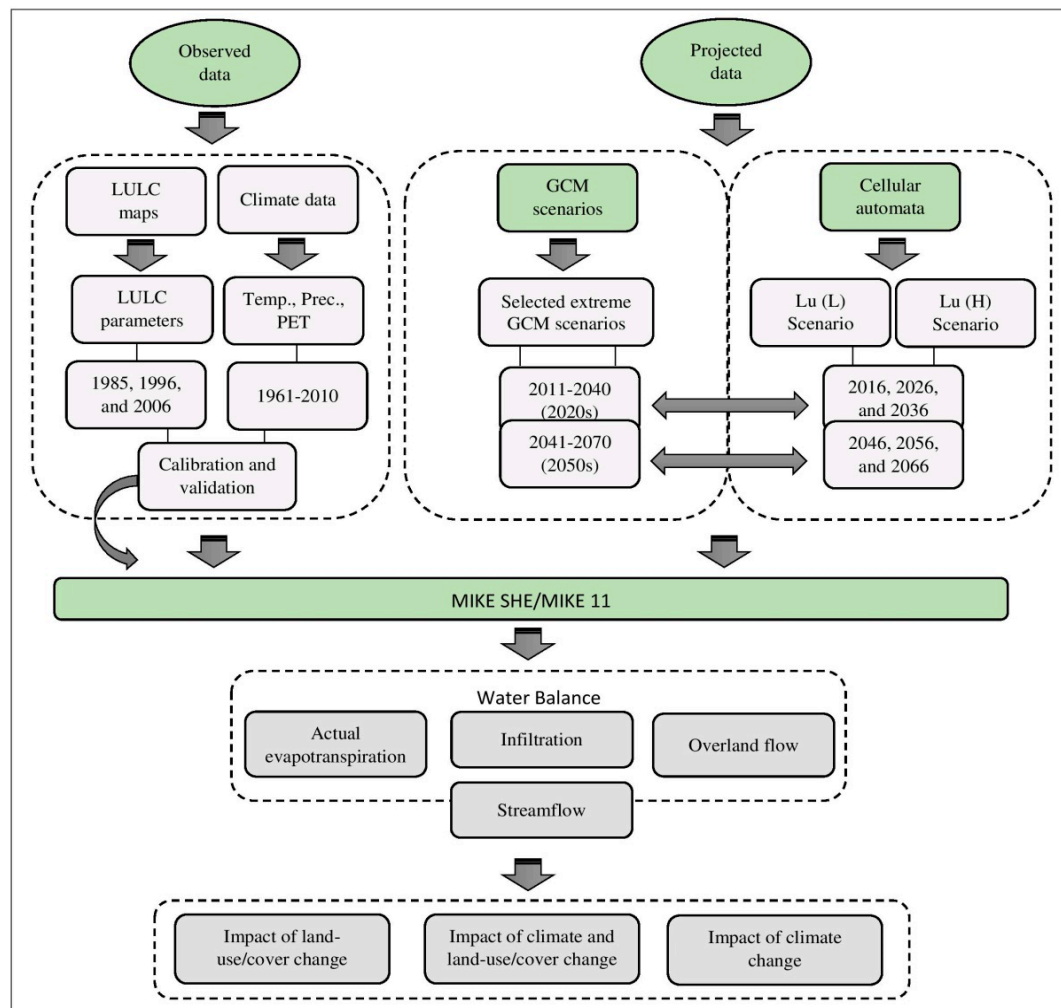 Observed
data
Projected
data
LULC
maps
Climate data
LULC
parameters
Temp., Prec.,
PET
1985, 1996,
and 2006
1961-2010
Calibration and
validation
GCM
scenarios
Selected extreme
GCM scenarios
2011-2040
(2020s)
2041-2070
(2050s)
Cellular
automata
Lu (L)
Scenario
Lu (H)
Scenario
2016, 2026,
and 2036
2046, 2056,
and 2066
MIKE SHE/MIKE 11
Water Balance
Actual
evapotranspiration
Infiltration
Overland flow
Streamflow
Impact of land-
use/cover change
Impact of climate and
land-use/cover change
Impact of climate
change